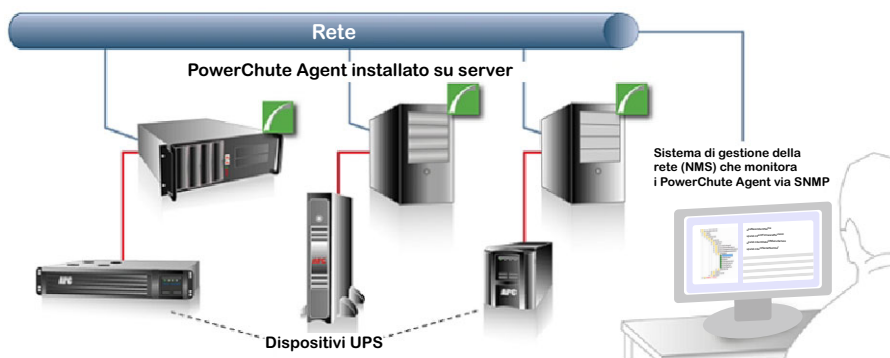 Rete
PowerChute Agent installato su server
Sistema di gestione della
rete (NMS) che monitora
i PowerChute Agent via SNMP
APC
APC
APC
Dispositivi UPS